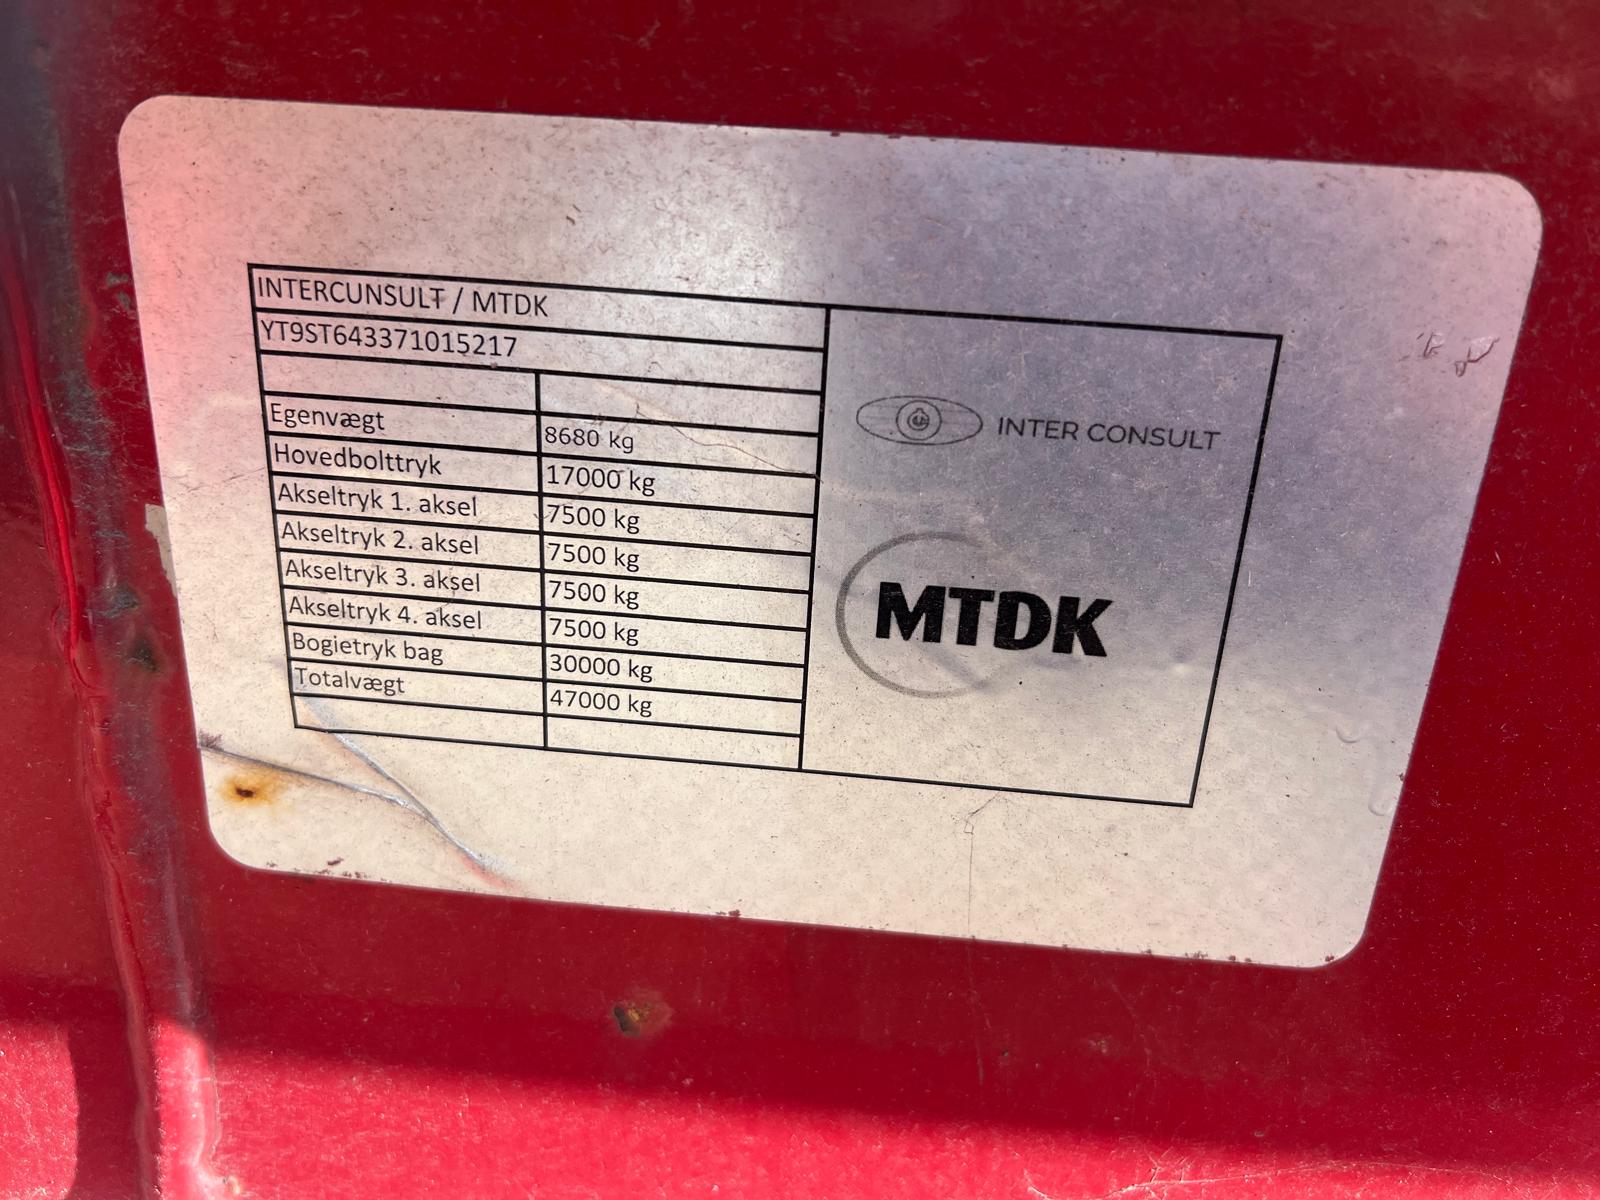 INTERCUNSULT / MTDK
YT9ST643371015217
Egenvægt 8680 kg
Hovedbolttryk 17000 kg
Akseltryk 1. aksel 7500 kg
Akseltryk 2. aksel 7500 kg
Akseltryk 3. aksel 7500 kg
Akseltryk 4. aksel 7500 kg
Bogietryk bag 30000 kg
Totalvægt 47000 kg
INTER CONSULT
MTDK